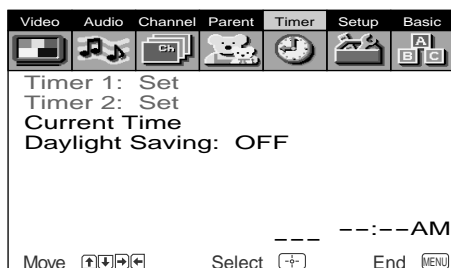 Video Audio Channel Parent Timer Setup Basic
Ch A B C
Timer 1: Set
Timer 2: Set
Current Time
Daylight Saving: OFF
___ --:--AM
Move Select End MENU